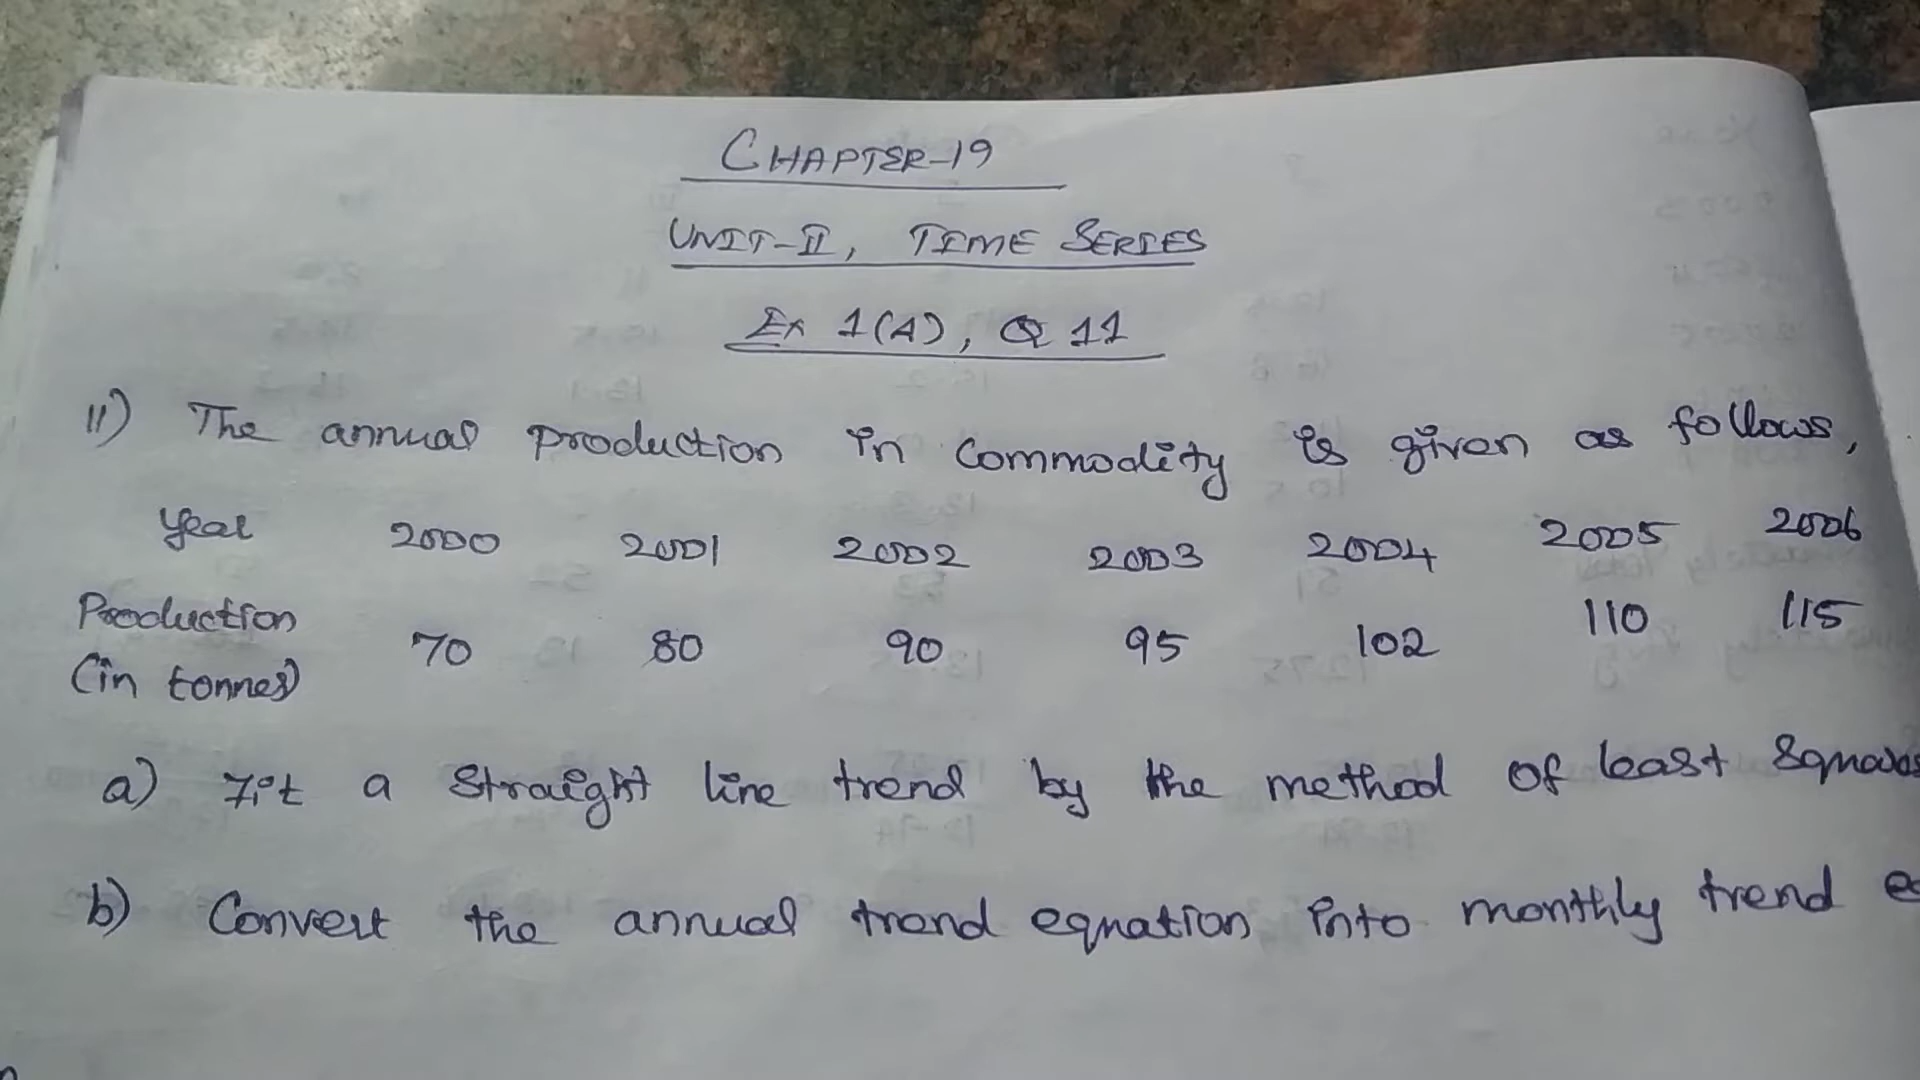 CHAPTER-19
UNIT-II, TIME SERIES
Ex 1(A), Q 11
11) The annual production in commodity is given as follows,
Year 2000 2001 2002 2003 2004 2005 2006
Production (in tonnes) 70 80 90 95 102 110 115
a) Fit a straight line trend by the method of least squares
b) Convert the annual trend equation into monthly trend